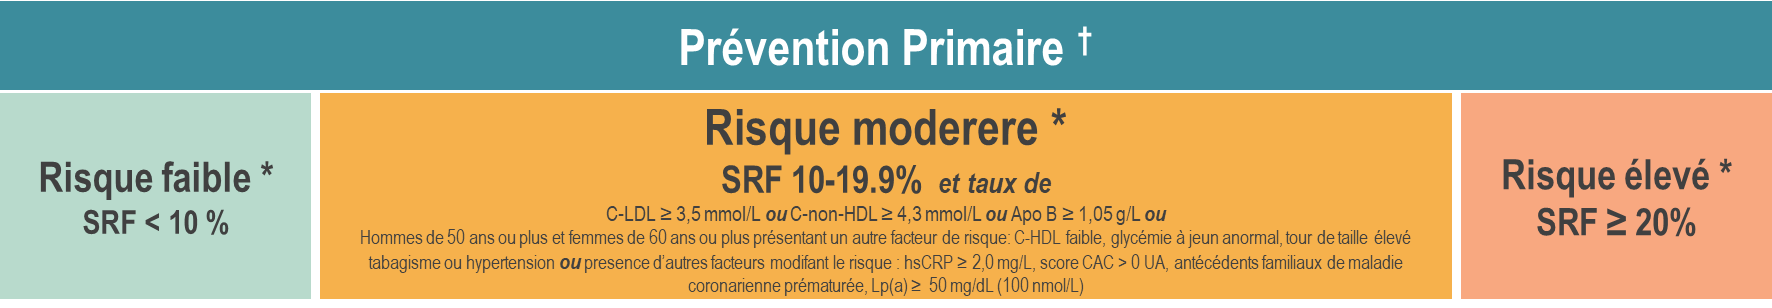 Prévention Primaire †
Risque faible *
SRF < 10 %
Risque moderere *
SRF 10-19.9% et taux de
C-LDL ≥ 3,5 mmol/L ou C-non-HDL ≥ 4,3 mmol/L ou Apo B ≥ 1,05 g/L ou
Hommes de 50 ans ou plus et femmes de 60 ans ou plus présentant un autre facteur de risque: C-HDL faible, glycémie à jeun anormal, tour de taille élevé
tabagisme ou hypertension ou presence d'autres facteurs modifant le risque : hsCRP ≥ 2,0 mg/L, score CAC > 0 UA, antécédents familiaux de maladie
coronarienne prématurée, Lp(a) ≥ 50 mg/dL (100 nmol/L)
Risque élevé *
SRF ≥ 20%